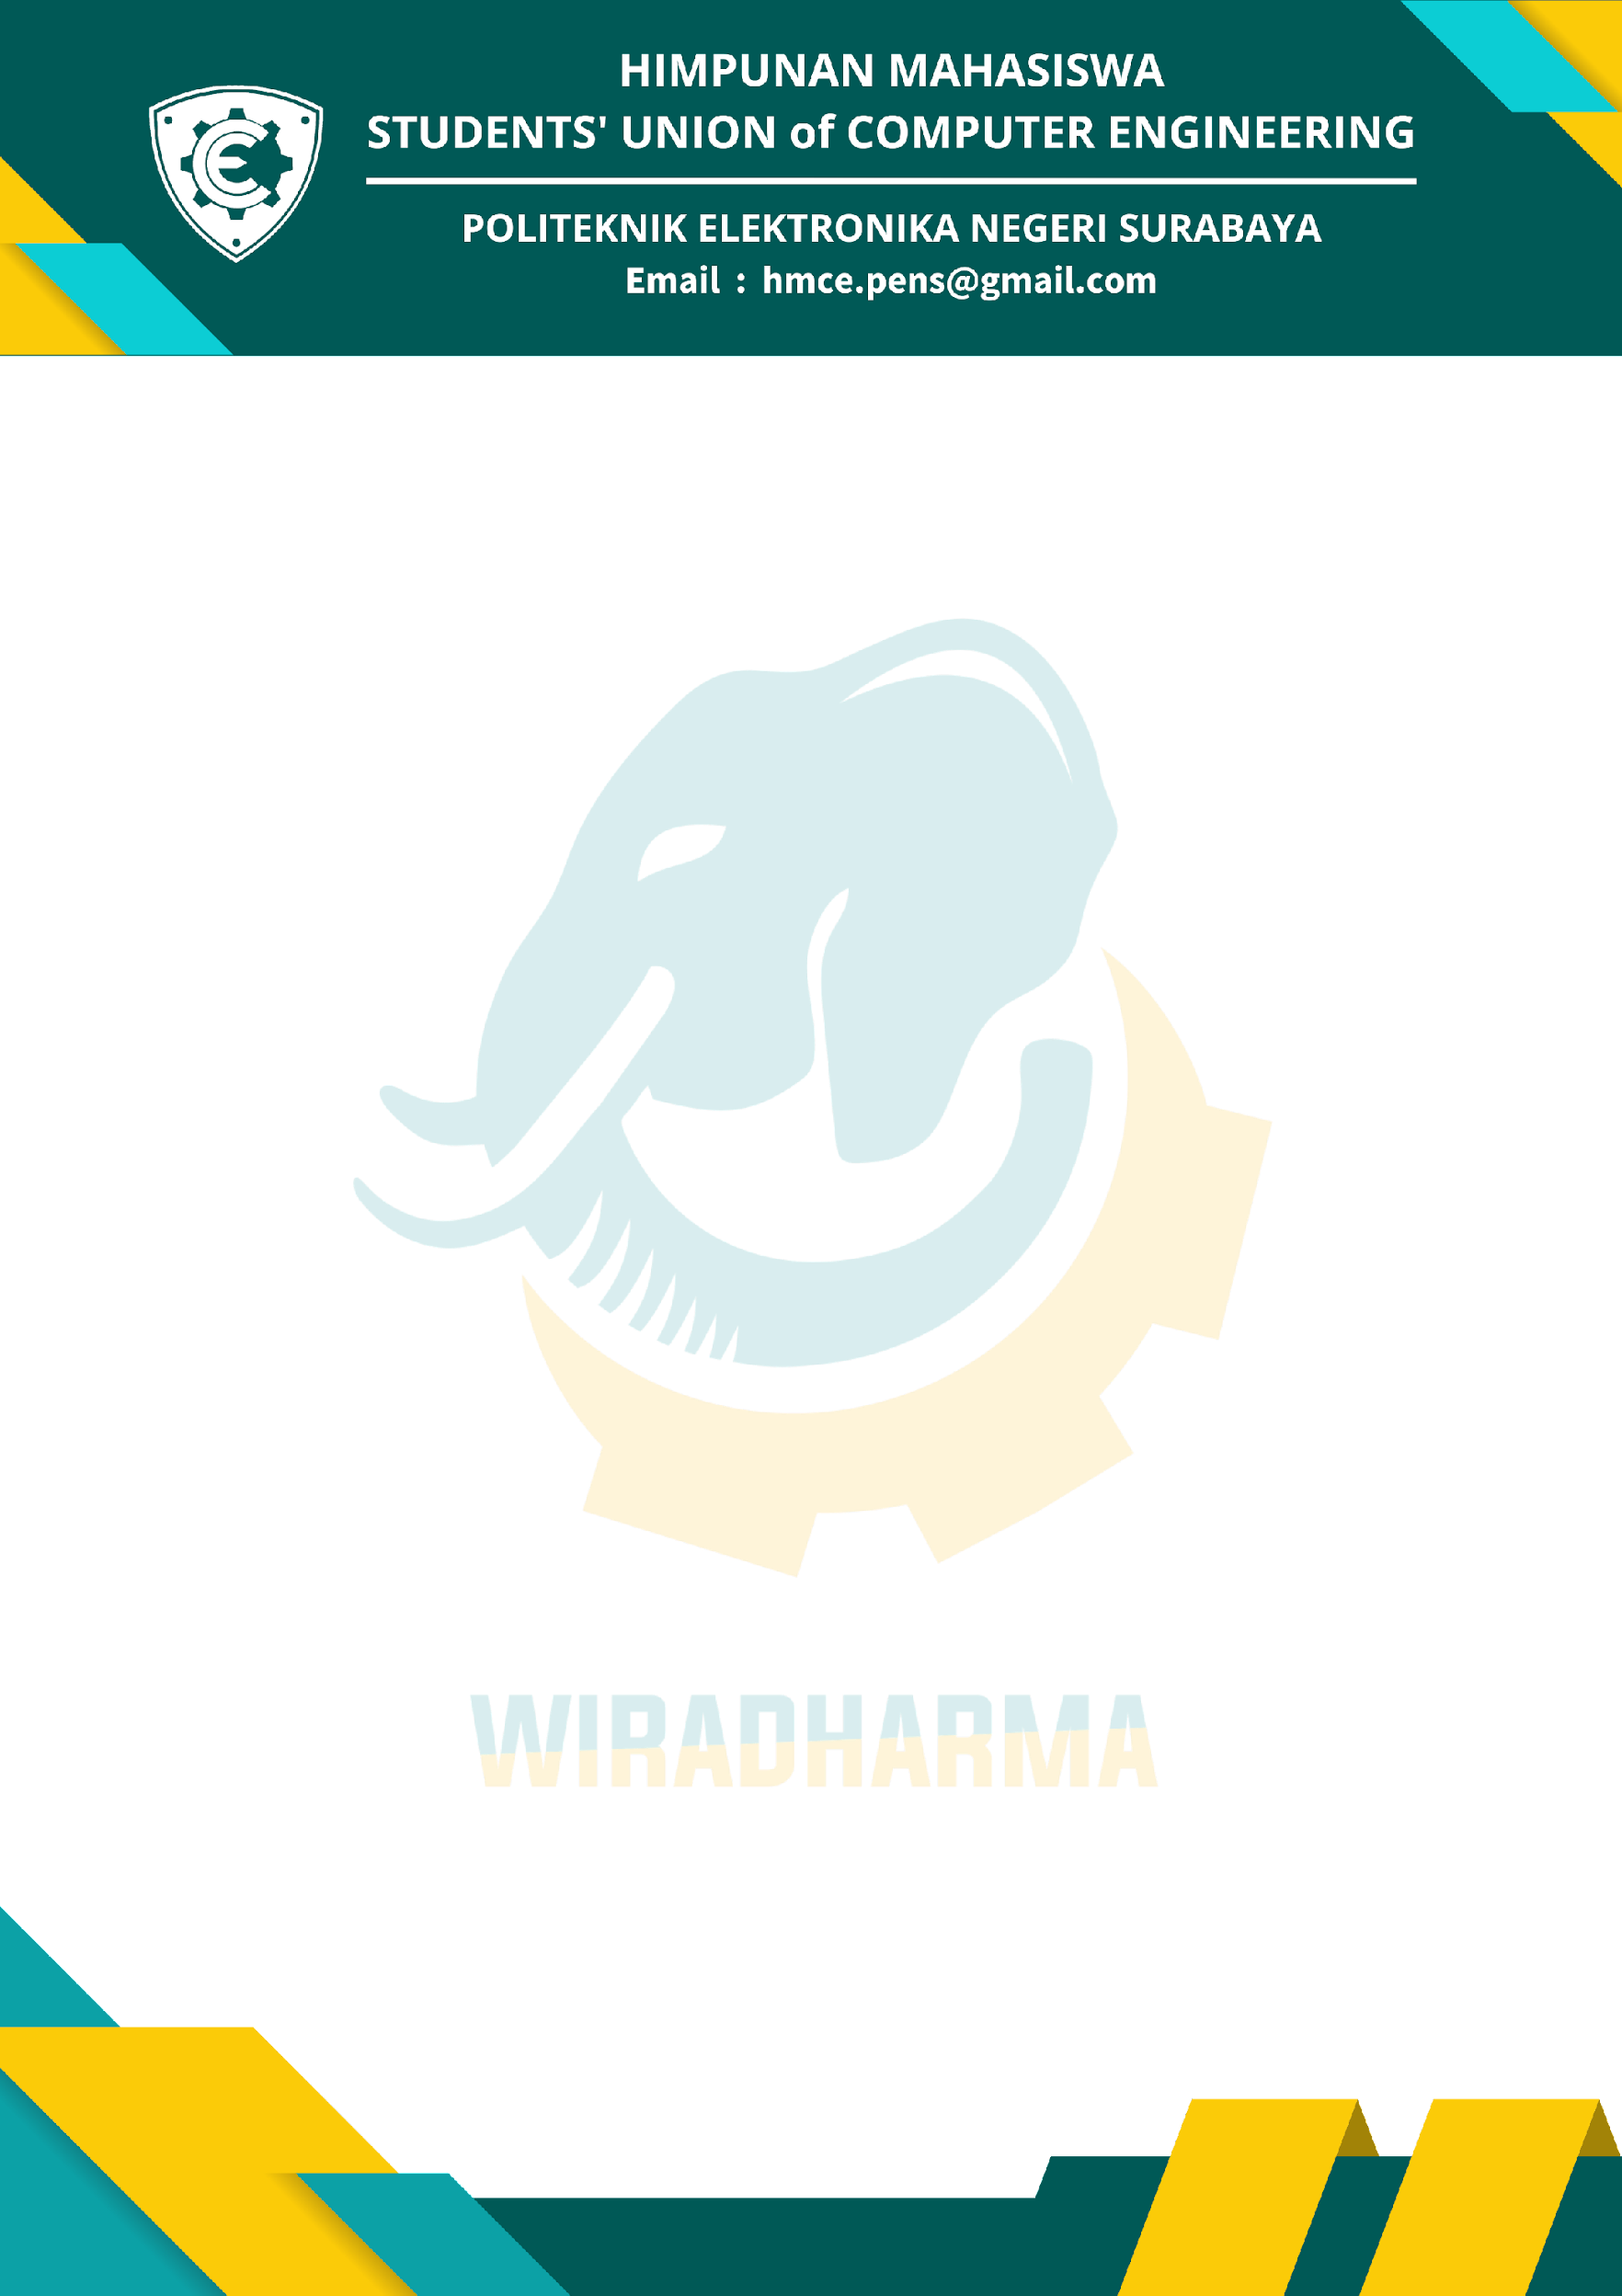 HIMPUNAN MAHASISWA
STUDENTS' UNION of COMPUTER ENGINEERING
POLITEKNIK ELEKTRONIKA NEGERI SURABAYA
Email : hmce.pens@gmail.com
WIRADHARMA